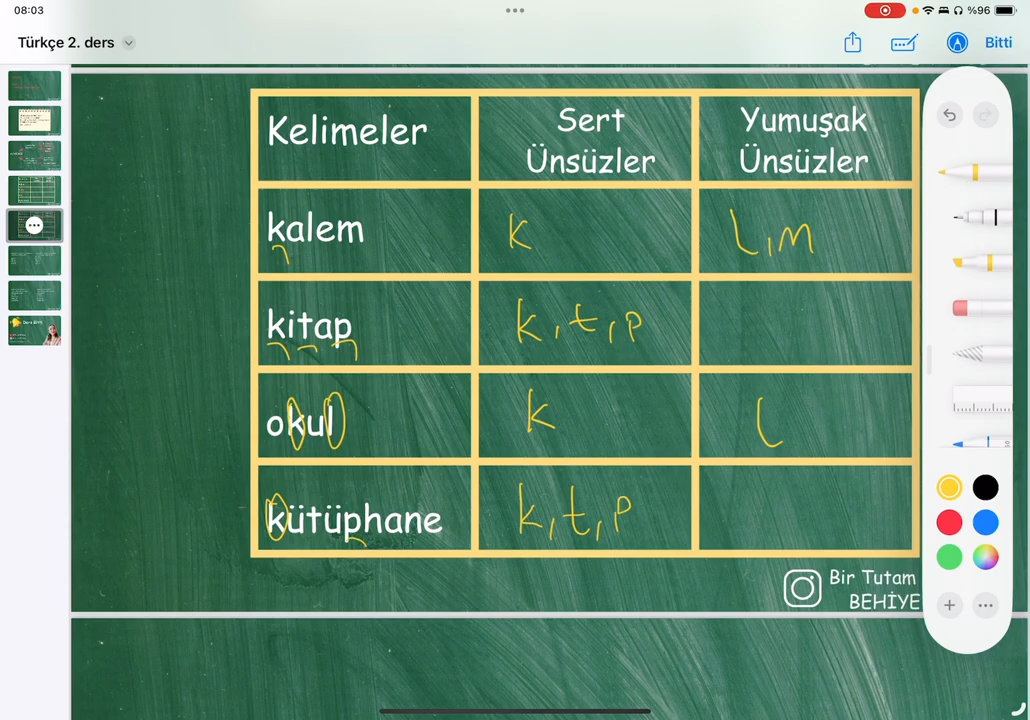 08:03
%96
Türkçe 2. ders
Bitti
Kelimeler
Sert
Ünsüzler
Yumuşak
Ünsüzler
kalem
k
L, m
kitap
k, t, p
okul
k
L
kütüphane
k, t, p
Bir Tutam
BEHİYE